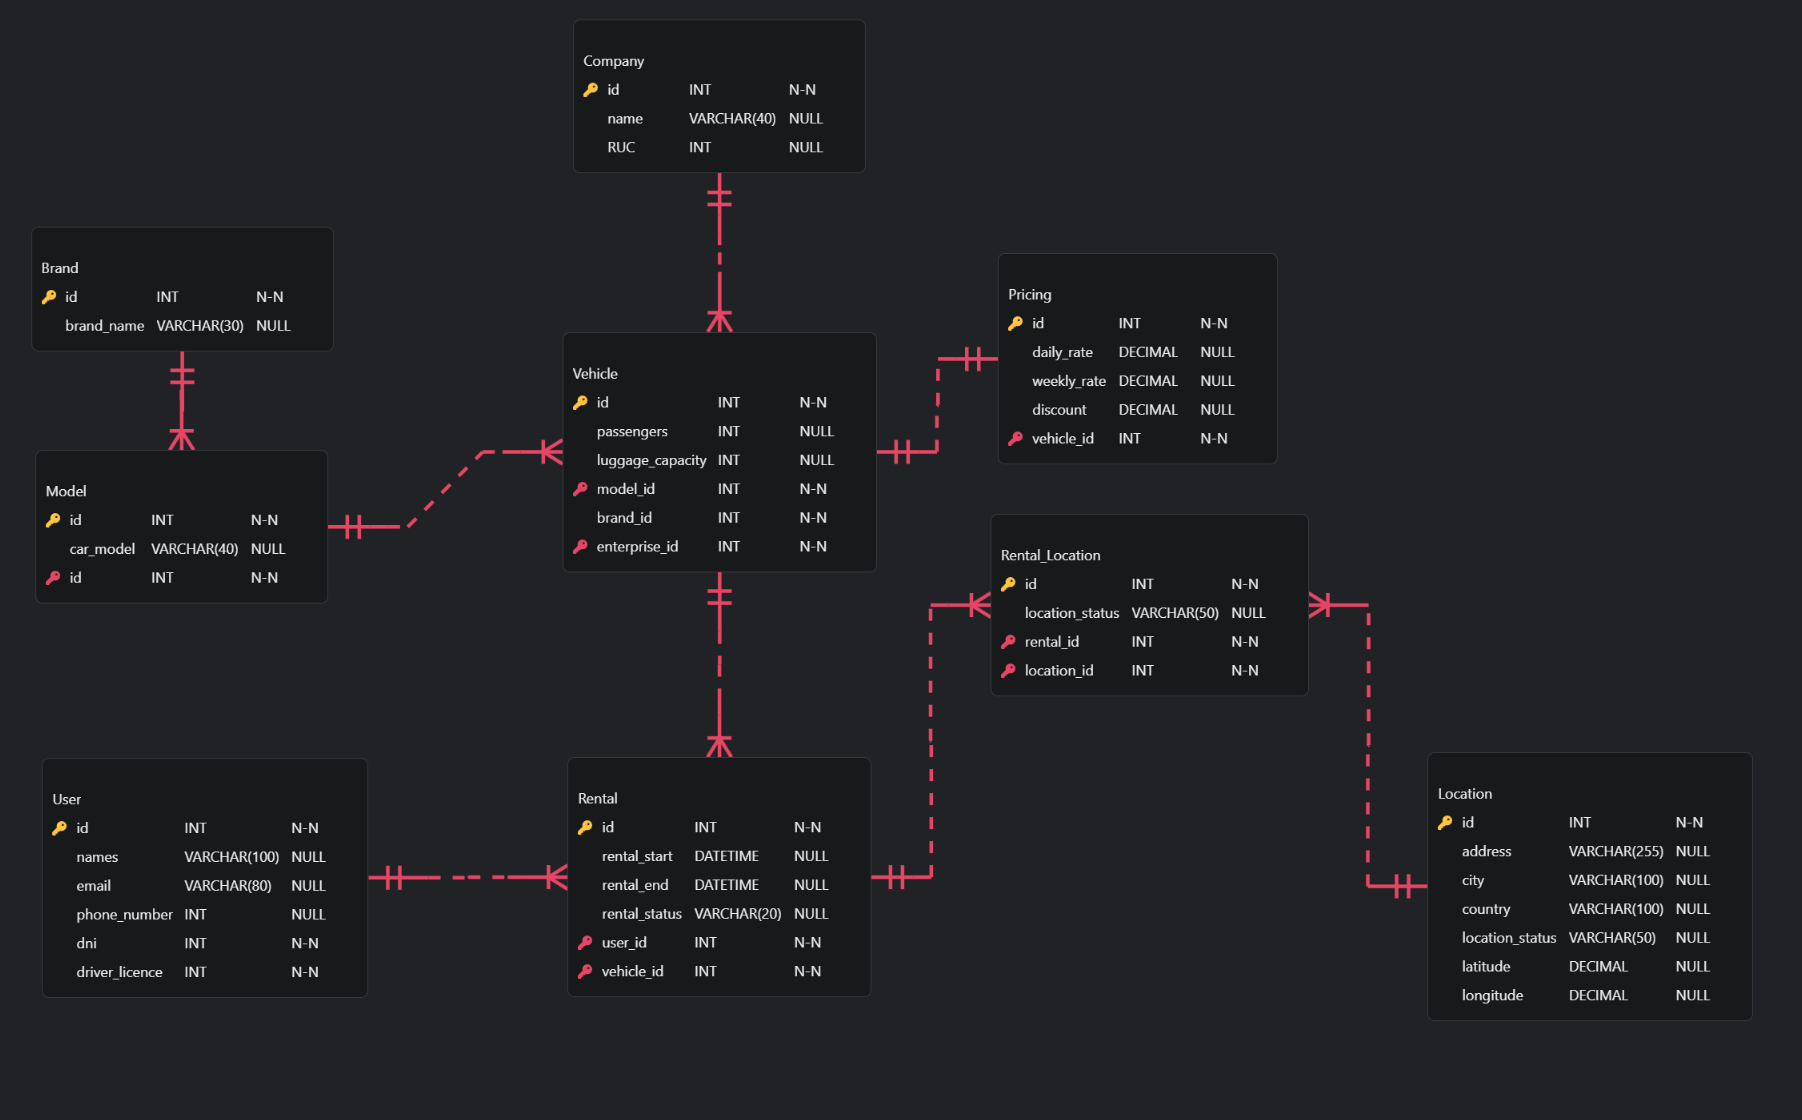 Company
id INT N-N
name VARCHAR(40) NULL
RUC INT NULL
Brand
id INT N-N
brand_name VARCHAR(30) NULL
Pricing
id INT N-N
daily_rate DECIMAL NULL
weekly_rate DECIMAL NULL
discount DECIMAL NULL
vehicle_id INT N-N
Vehicle
id INT N-N
passengers INT NULL
luggage_capacity INT NULL
model_id INT N-N
brand_id INT N-N
enterprise_id INT N-N
Model
id INT N-N
car_model VARCHAR(40) NULL
id INT N-N
Rental_Location
id INT N-N
location_status VARCHAR(50) NULL
rental_id INT N-N
location_id INT N-N
User
id INT N-N
names VARCHAR(100) NULL
email VARCHAR(80) NULL
phone_number INT NULL
dni INT N-N
driver_licence INT N-N
Rental
id INT N-N
rental_start DATETIME NULL
rental_end DATETIME NULL
rental_status VARCHAR(20) NULL
user_id INT N-N
vehicle_id INT N-N
Location
id INT N-N
address VARCHAR(255) NULL
city VARCHAR(100) NULL
country VARCHAR(100) NULL
location_status VARCHAR(50) NULL
latitude DECIMAL NULL
longitude DECIMAL NULL